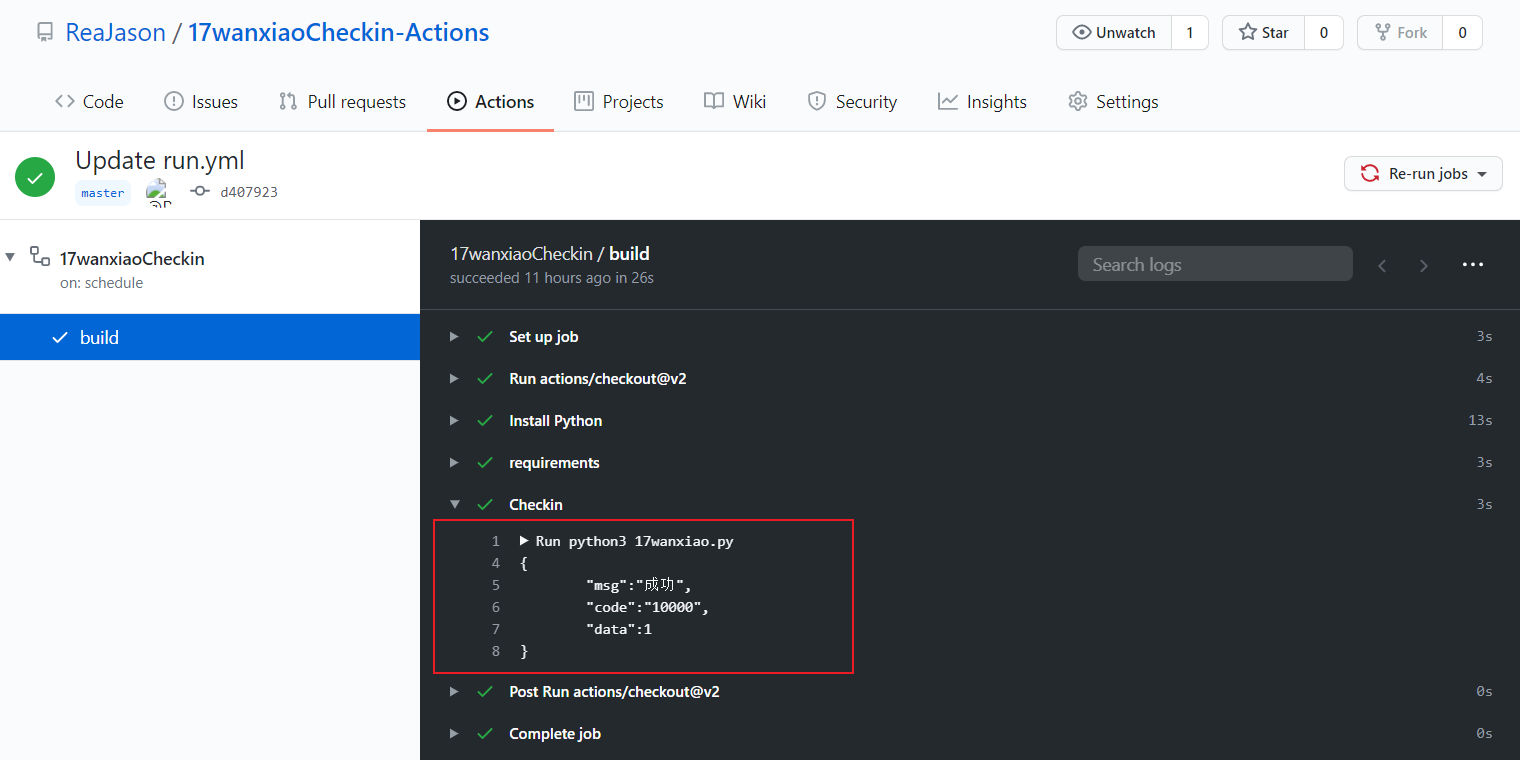 ReaJason / 17wanxiaoCheckin-Actions
Unwatch 1 Star 0 Fork 0
Code Issues Pull requests Actions Projects Wiki Security Insights Settings
Update run.yml
master d407923
Re-run jobs
17wanxiaoCheckin
on: schedule
build
17wanxiaoCheckin / build
succeeded 11 hours ago in 26s
Search logs
Set up job 3s
Run actions/checkout@v2 4s
Install Python 13s
requirements 3s
Checkin 3s
1 Run python3 17wanxiao.py
4 {
5 "msg":"成功",
6 "code":"10000",
7 "data":1
8 }
Post Run actions/checkout@v2 0s
Complete job 0s